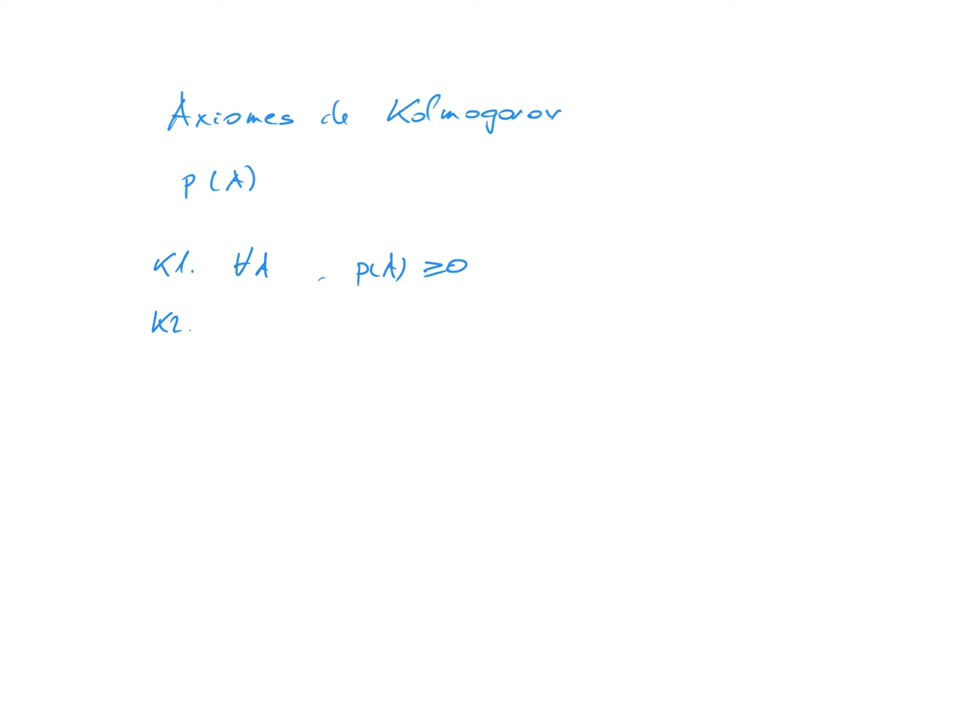 Axiomes de Kolmogorov
p(A)
K1. ∀A , p(A) ≥0
K2.